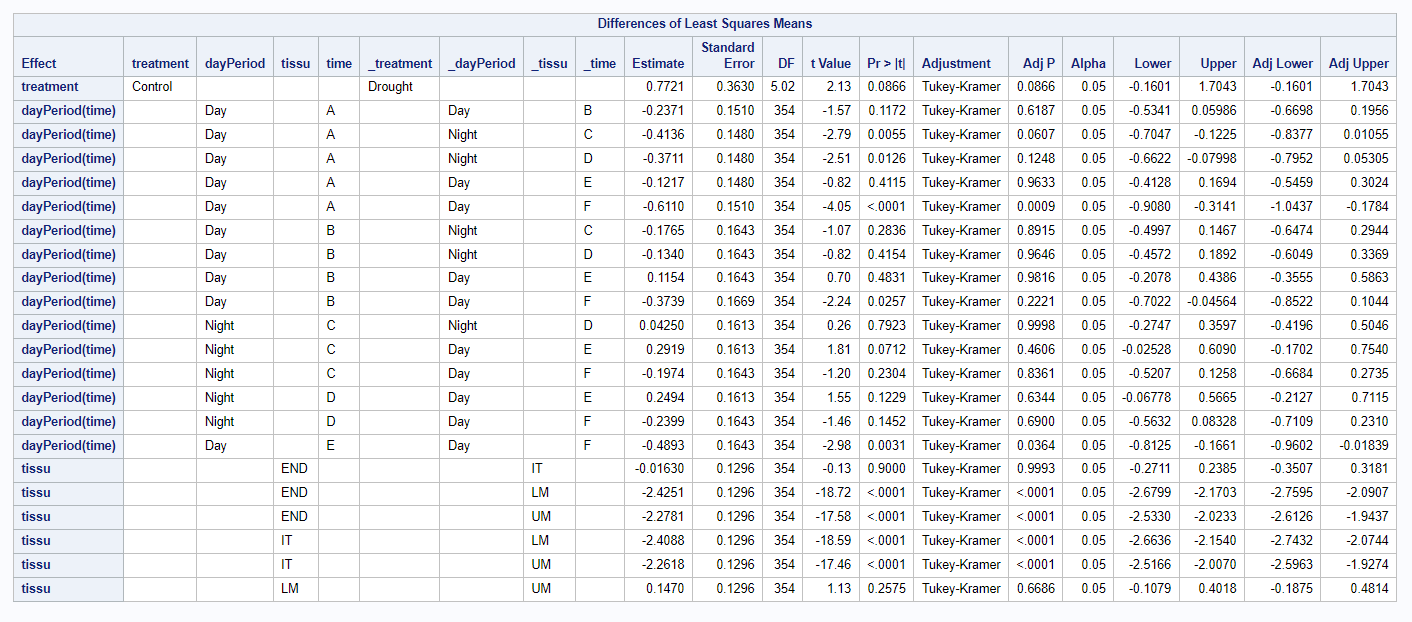 Differences of Least Squares Means
Effect treatment dayPeriod tissu time _treatment _dayPeriod _tissu _time Estimate Standard Error DF t Value Pr > |t| Adjustment Adj P Alpha Lower Upper Adj Lower Adj Upper
treatment Control Drought 0.7721 0.3630 5.02 2.13 0.0866 Tukey-Kramer 0.0866 0.05 -0.1601 1.7043 -0.1601 1.7043
dayPeriod(time) Day A Day B -0.2371 0.1510 354 -1.57 0.1172 Tukey-Kramer 0.6187 0.05 -0.5341 0.05986 -0.6698 0.1956
dayPeriod(time) Day A Night C -0.4136 0.1480 354 -2.79 0.0055 Tukey-Kramer 0.0607 0.05 -0.7047 -0.1225 -0.8377 0.01055
dayPeriod(time) Day A Night D -0.3711 0.1480 354 -2.51 0.0126 Tukey-Kramer 0.1248 0.05 -0.6622 -0.07998 -0.7952 0.05305
dayPeriod(time) Day A Day E -0.1217 0.1480 354 -0.82 0.4115 Tukey-Kramer 0.9633 0.05 -0.4128 0.1694 -0.5459 0.3024
dayPeriod(time) Day A Day F -0.6110 0.1510 354 -4.05 <.0001 Tukey-Kramer 0.0009 0.05 -0.9080 -0.3141 -1.0437 -0.1784
dayPeriod(time) Day B Night C -0.1765 0.1643 354 -1.07 0.2836 Tukey-Kramer 0.8915 0.05 -0.4997 0.1467 -0.6474 0.2944
dayPeriod(time) Day B Night D -0.1340 0.1643 354 -0.82 0.4154 Tukey-Kramer 0.9646 0.05 -0.4572 0.1892 -0.6049 0.3369
dayPeriod(time) Day B Day E 0.1154 0.1643 354 0.70 0.4831 Tukey-Kramer 0.9816 0.05 -0.2078 0.4386 -0.3555 0.5863
dayPeriod(time) Day B Day F -0.3739 0.1669 354 -2.24 0.0257 Tukey-Kramer 0.2221 0.05 -0.7022 -0.04564 -0.8522 0.1044
dayPeriod(time) Night C Night D 0.04250 0.1613 354 0.26 0.7923 Tukey-Kramer 0.9998 0.05 -0.2747 0.3597 -0.4196 0.5046
dayPeriod(time) Night C Day E 0.2919 0.1613 354 1.81 0.0712 Tukey-Kramer 0.4606 0.05 -0.02528 0.6090 -0.1702 0.7540
dayPeriod(time) Night C Day F -0.1974 0.1643 354 -1.20 0.2304 Tukey-Kramer 0.8361 0.05 -0.5207 0.1258 -0.6684 0.2735
dayPeriod(time) Night D Day E 0.2494 0.1613 354 1.55 0.1229 Tukey-Kramer 0.6344 0.05 -0.06778 0.5665 -0.2127 0.7115
dayPeriod(time) Night D Day F -0.2399 0.1643 354 -1.46 0.1452 Tukey-Kramer 0.6900 0.05 -0.5632 0.08328 -0.7109 0.2310
dayPeriod(time) Day E Day F -0.4893 0.1643 354 -2.98 0.0031 Tukey-Kramer 0.0364 0.05 -0.8125 -0.1661 -0.9602 -0.01839
tissu END IT -0.01630 0.1296 354 -0.13 0.9000 Tukey-Kramer 0.9993 0.05 -0.2711 0.2385 -0.3507 0.3181
tissu END LM -2.4251 0.1296 354 -18.72 <.0001 Tukey-Kramer <.0001 0.05 -2.6799 -2.1703 -2.7595 -2.0907
tissu END UM -2.2781 0.1296 354 -17.58 <.0001 Tukey-Kramer <.0001 0.05 -2.5330 -2.0233 -2.6126 -1.9437
tissu IT LM -2.4088 0.1296 354 -18.59 <.0001 Tukey-Kramer <.0001 0.05 -2.6636 -2.1540 -2.7432 -2.0744
tissu IT UM -2.2618 0.1296 354 -17.46 <.0001 Tukey-Kramer <.0001 0.05 -2.5166 -2.0070 -2.5963 -1.9274
tissu LM UM 0.1470 0.1296 354 1.13 0.2575 Tukey-Kramer 0.6686 0.05 -0.1079 0.4018 -0.1875 0.4814